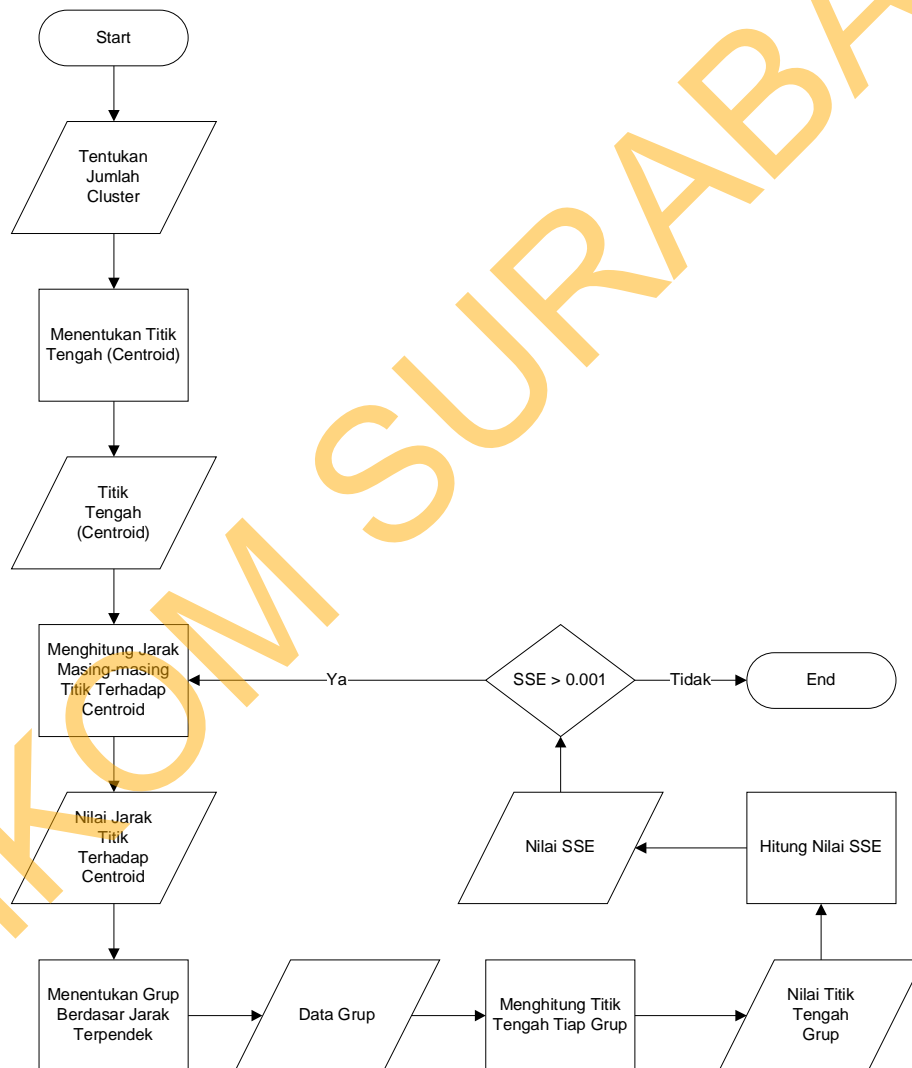 Start
Tentukan
Jumlah
Cluster
Menentukan Titik
Tengah (Centroid)
Titik
Tengah
(Centroid)
Menghitung Jarak
Masing-masing
Titik Terhadap
Centroid
Ya
SSE > 0.001
Tidak
End
Nilai Jarak
Titik
Terhadap
Centroid
Nilai SSE
Hitung Nilai SSE
Menentukan Grup
Berdasar Jarak
Terpendek
Data Grup
Menghitung Titik
Tengah Tiap Grup
Nilai Titik
Tengah
Grup
KOM SURABA